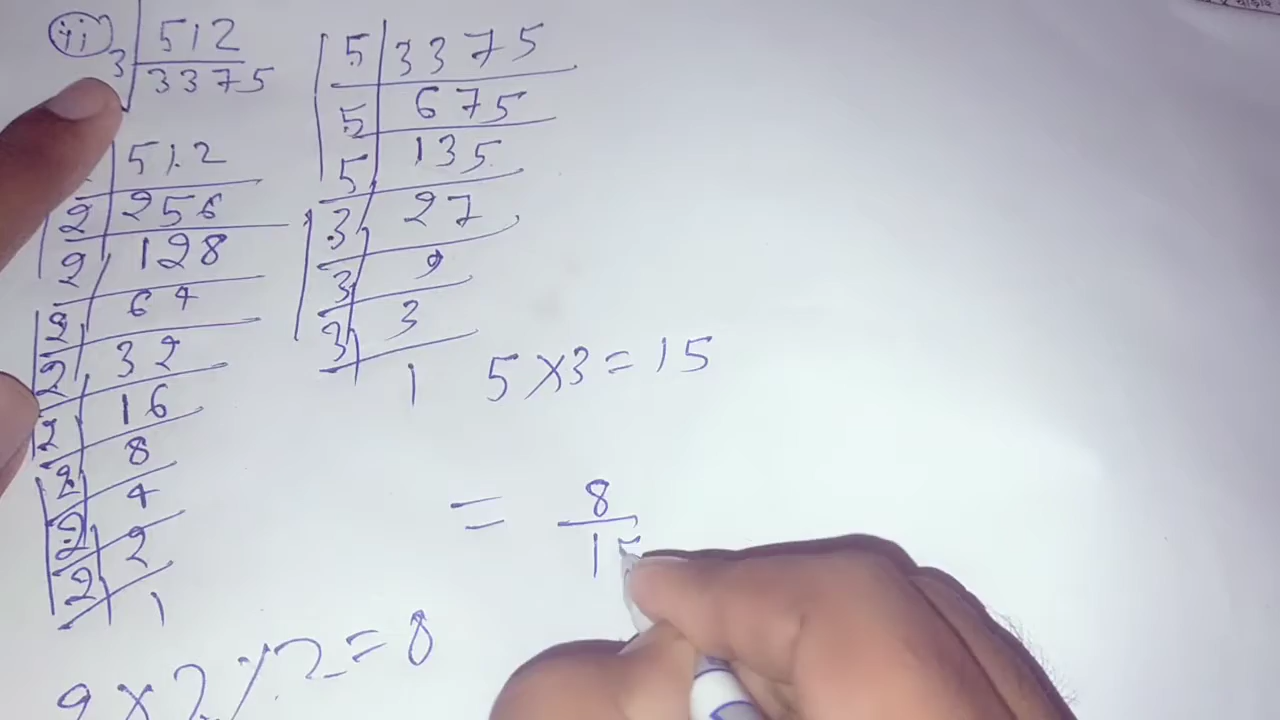 ii) ∛(512/3375)
5 | 3375
5 | 675
5 | 135
3 | 27
3 | 9
3 | 3
1
512
2 | 256
2 | 128
2 | 64
2 | 32
2 | 16
2 | 8
2 | 4
2 | 2
1
5 × 3 = 15
= 8/15
2 × 2 × 2 = 8